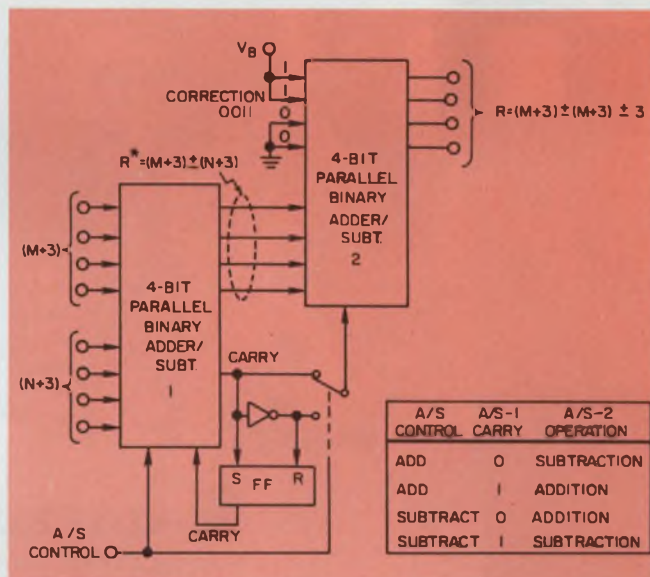 V_B
1
1
CORRECTION
0011
0
0
R=(M+3)±(M+3) ±3
R*=(M+3)±(N+3)
4-BIT
PARALLEL
BINARY
ADDER/
SUBT.
2
(M+3)
4-BIT
PARALLEL
BINARY
ADDER/
SUBT.
1
(N+3)
CARRY
S FF R
CARRY
A/S
CONTROL
A/S A/S-1 A/S-2
CONTROL CARRY OPERATION
ADD 0 SUBTRACTION
ADD 1 ADDITION
SUBTRACT 0 ADDITION
SUBTRACT 1 SUBTRACTION